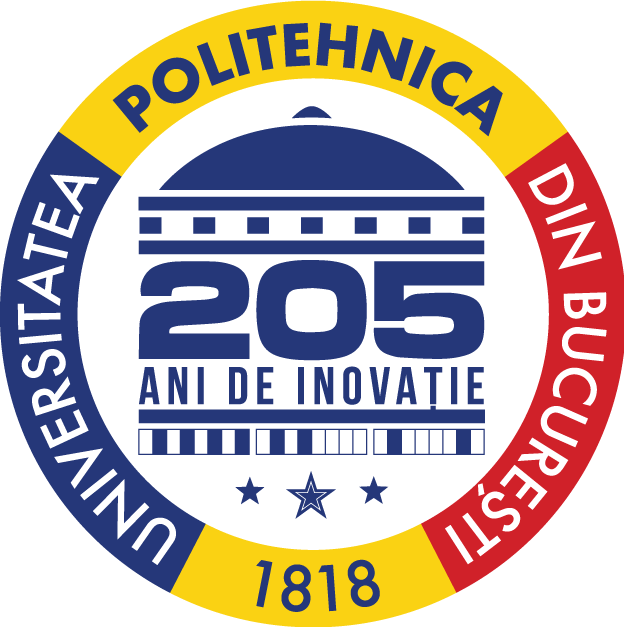 UNIVERSITATEA
POLITEHNICA
DIN BUCUREȘTI
205
ANI DE INOVAȚIE
1818